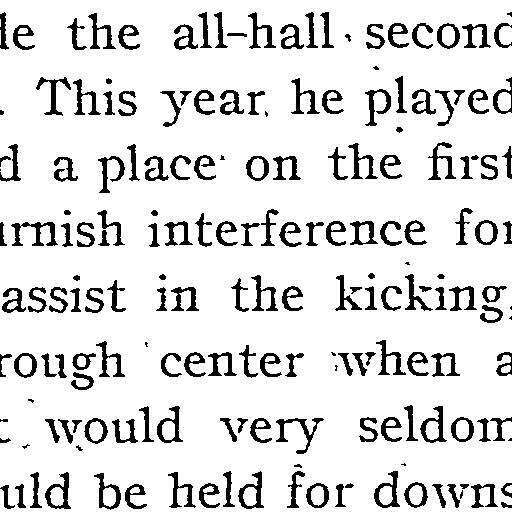 de the all-hall second
. This year he played
d a place on the first
urnish interference for
assist in the kicking,
rough center when a
t would very seldom
uld be held for downs